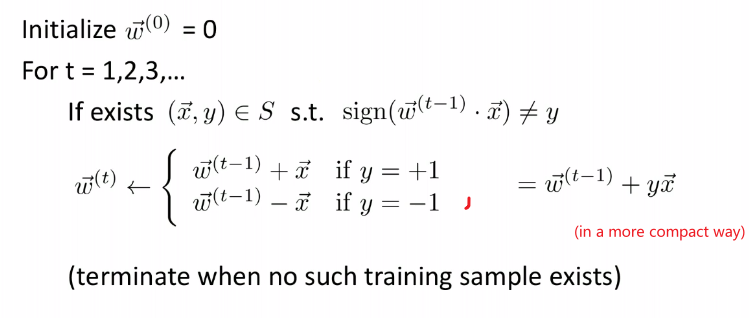 Initialize $\vec{w}^{(0)}$ = 0
For t = 1,2,3,...
If exists $(\vec{x}, y) \in S$ s.t. $\text{sign}(\vec{w}^{(t-1)} \cdot \vec{x}) \neq y$
$\vec{w}^{(t)} \leftarrow \begin{cases} \vec{w}^{(t-1)} + \vec{x} & \text{if } y = +1 \\ \vec{w}^{(t-1)} - \vec{x} & \text{if } y = -1 \end{cases} = \vec{w}^{(t-1)} + y\vec{x}$
(in a more compact way)
(terminate when no such training sample exists)